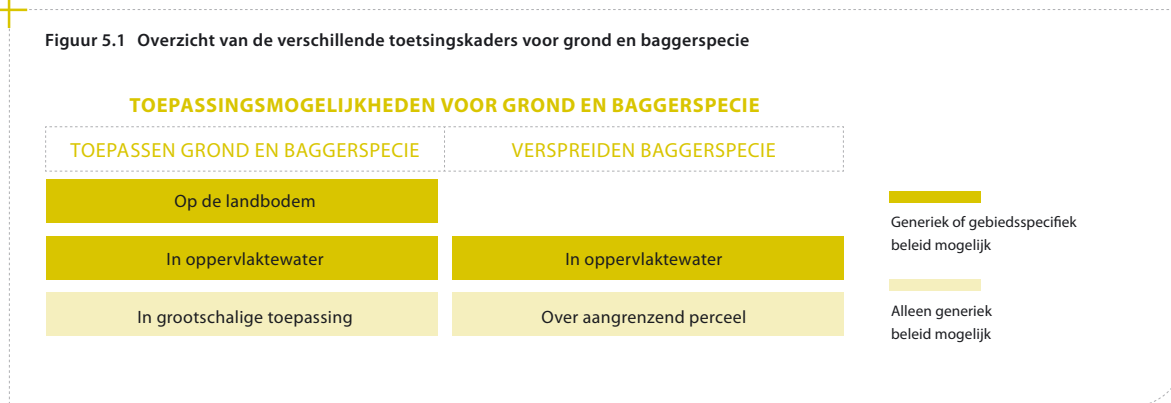 Figuur 5.1 Overzicht van de verschillende toetsingskaders voor grond en baggerspecie
TOEPASSINGSMOGELIJKHEDEN VOOR GROND EN BAGGERSPECIE
TOEPASSEN GROND EN BAGGERSPECIE
VERSPREIDEN BAGGERSPECIE
Op de landbodem
In oppervlaktewater
In oppervlaktewater
In grootschalige toepassing
Over aangrenzend perceel
Generiek of gebiedsspecifiek
beleid mogelijk
Alleen generiek
beleid mogelijk